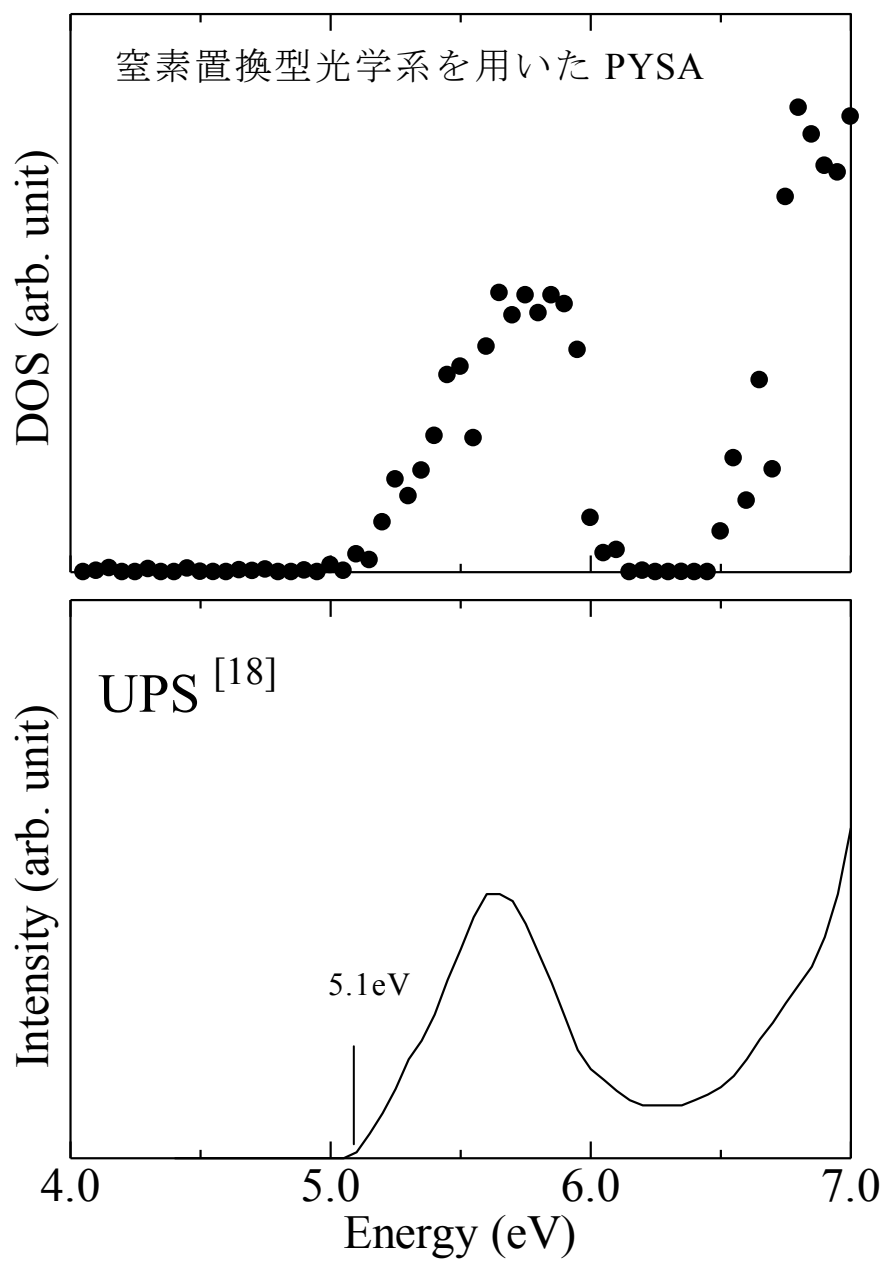 窒素置換型光学系を用いた PYSA
DOS (arb. unit)
UPS [18]
5.1eV
Intensity (arb. unit)
4.0 5.0 6.0 7.0
Energy (eV)